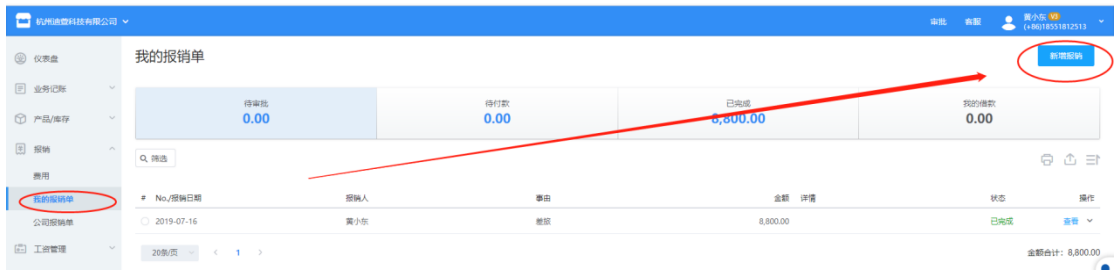 杭州迪盟科技有限公司
审批 客服 黄小东 V3
(+86)18551812513
仪表盘
业务记账
产品/库存
报销
费用
我的报销单
公司报销单
工资管理
我的报销单
新增报销
待审批 待付款 已完成 我的借款
0.00 0.00 8,800.00 0.00
筛选
# No./报销日期 报销人 事由 金额 详情 状态 操作
2019-07-16 黄小东 差旅 8,800.00 已完成 查看
20条/页 < 1 > 金额合计: 8,800.00